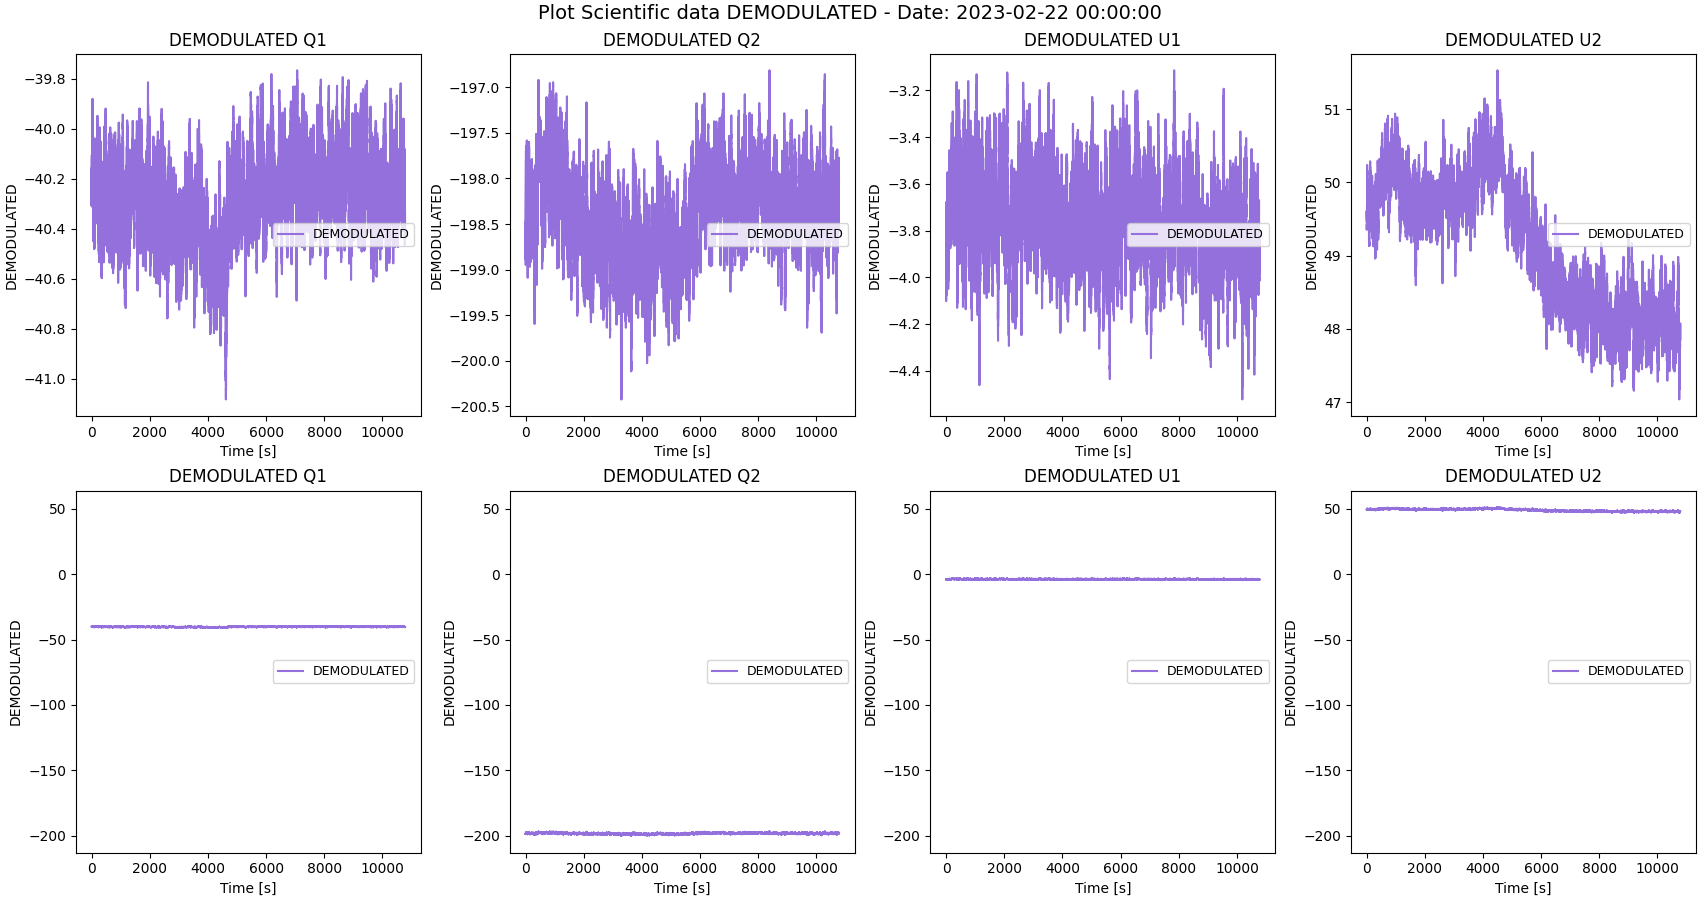 Plot Scientific data DEMODULATED - Date: 2023-02-22 00:00:00
DEMODULATED Q1
DEMODULATED
−39.8
−40.0
−40.2
−40.4
−40.6
−40.8
−41.0
DEMODULATED
0 2000 4000 6000 8000 10000
Time [s]
DEMODULATED Q2
DEMODULATED
−197.0
−197.5
−198.0
−198.5
−199.0
−199.5
−200.0
−200.5
DEMODULATED
0 2000 4000 6000 8000 10000
Time [s]
DEMODULATED U1
DEMODULATED
−3.2
−3.4
−3.6
−3.8
−4.0
−4.2
−4.4
DEMODULATED
0 2000 4000 6000 8000 10000
Time [s]
DEMODULATED U2
DEMODULATED
51
50
49
48
47
DEMODULATED
0 2000 4000 6000 8000 10000
Time [s]
DEMODULATED Q1
DEMODULATED
50
0
−50
−100
−150
−200
DEMODULATED
0 2000 4000 6000 8000 10000
Time [s]
DEMODULATED Q2
DEMODULATED
50
0
−50
−100
−150
−200
DEMODULATED
0 2000 4000 6000 8000 10000
Time [s]
DEMODULATED U1
DEMODULATED
50
0
−50
−100
−150
−200
DEMODULATED
0 2000 4000 6000 8000 10000
Time [s]
DEMODULATED U2
DEMODULATED
50
0
−50
−100
−150
−200
DEMODULATED
0 2000 4000 6000 8000 10000
Time [s]